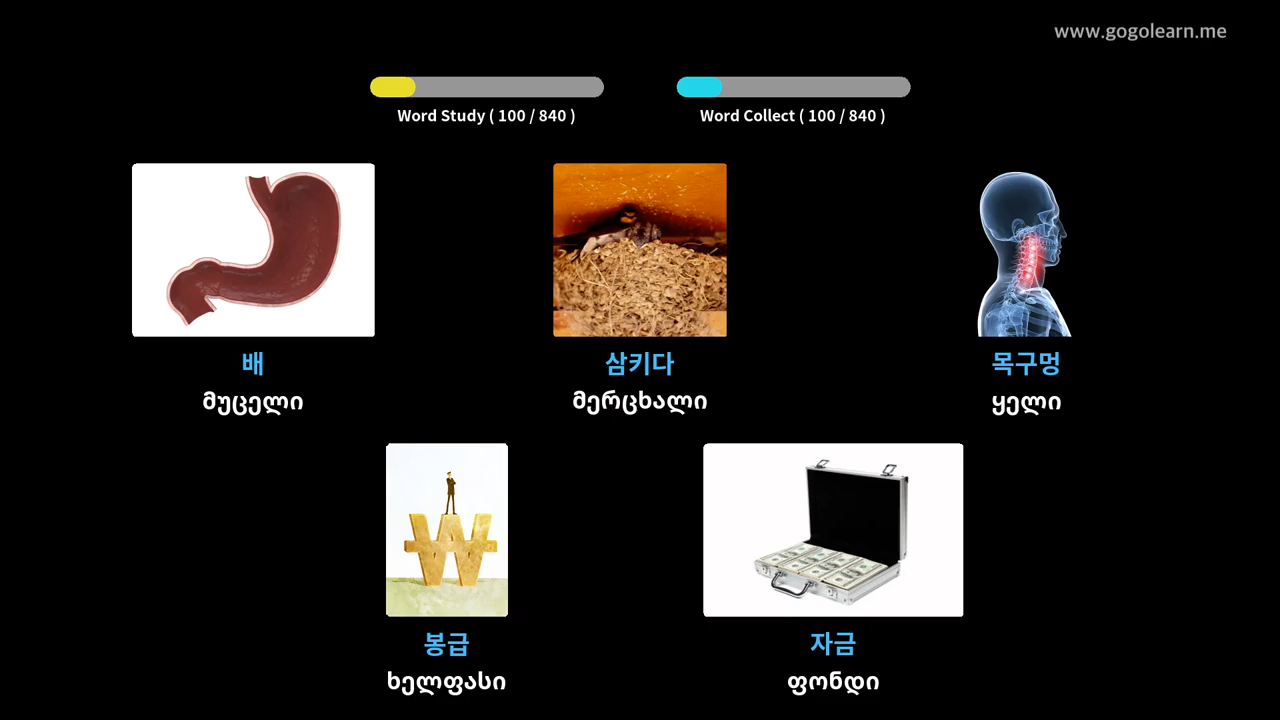 www.gogolearn.me
Word Study ( 100 / 840 )
Word Collect ( 100 / 840 )
배
მუცელი
삼키다
მერცხალი
목구멍
ყელი
봉급
ხელფასი
자금
ფონდი